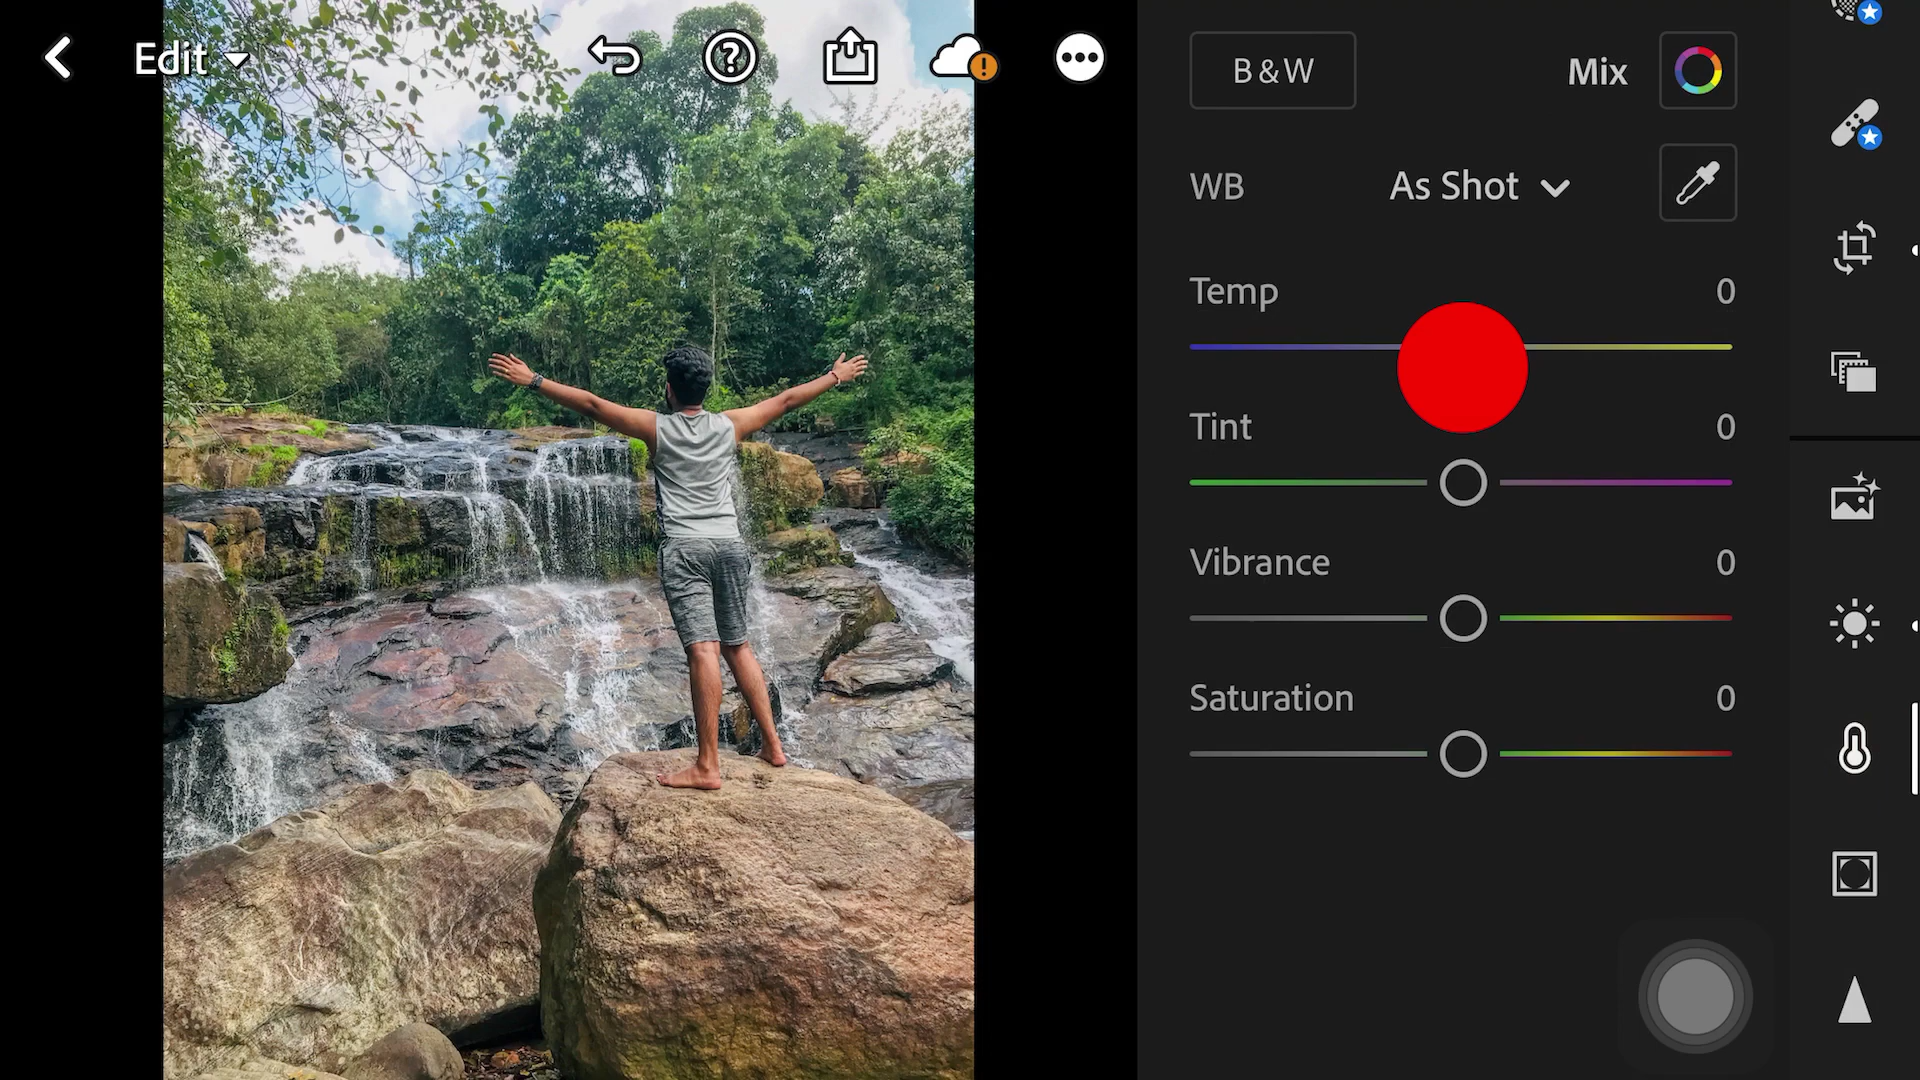 Edit
B&W
Mix
WB
As Shot
Temp
0
Tint
0
Vibrance
0
Saturation
0